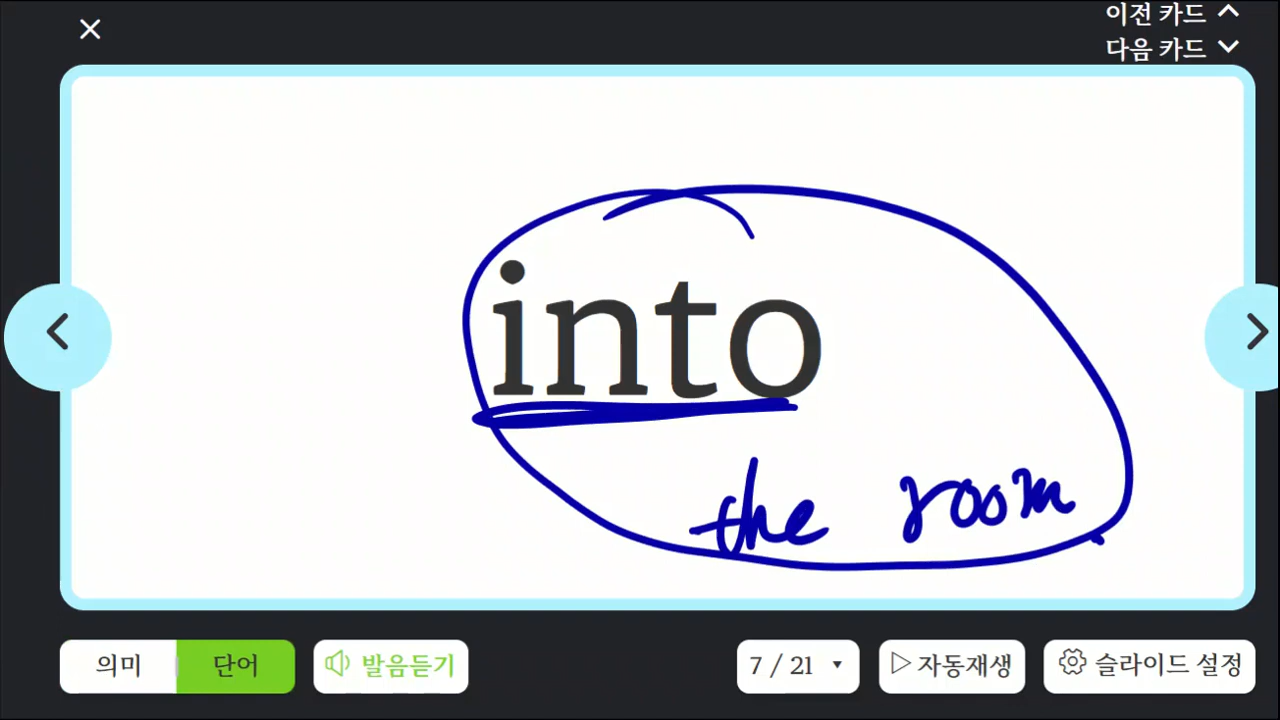 이전 카드
다음 카드
into
the room
의미 단어 발음듣기 7 / 21 자동재생 슬라이드 설정